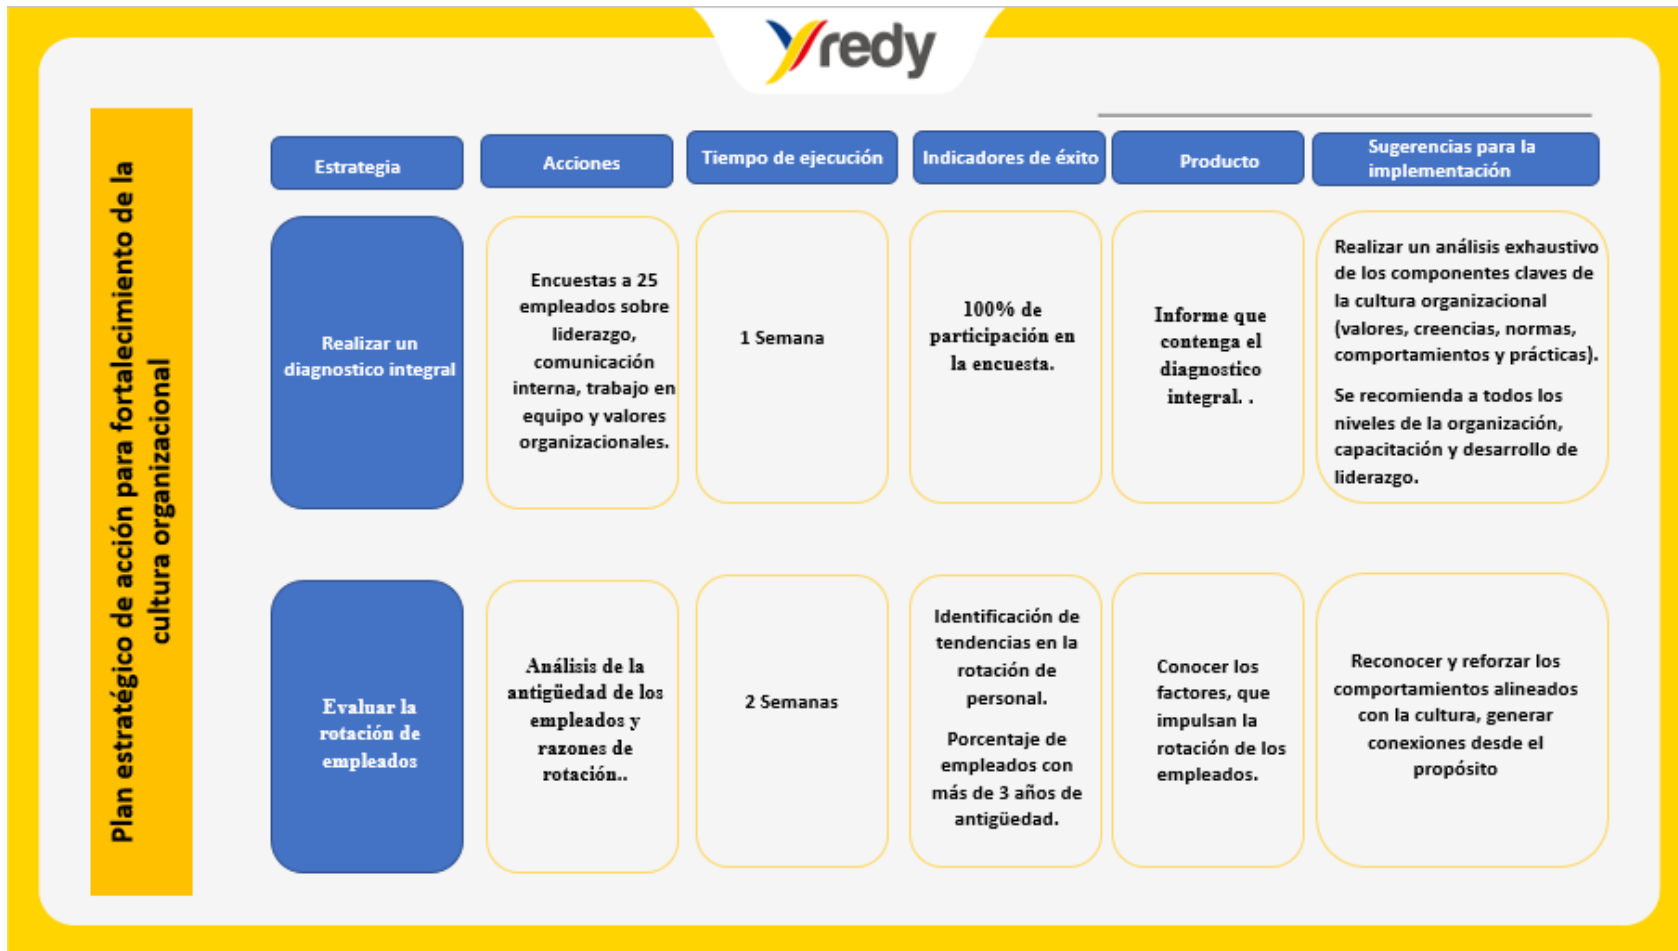 redy
Plan estratégico de acción para fortalecimiento de la
cultura organizacional
Estrategia
Acciones
Tiempo de ejecución
Indicadores de éxito
Producto
Sugerencias para la
implementación
Realizar un
diagnostico integral
Encuestas a 25
empleados sobre
liderazgo,
comunicación
interna, trabajo en
equipo y valores
organizacionales.
1 Semana
100% de
participación en
la encuesta.
Informe que
contenga el
diagnostico
integral. .
Realizar un análisis exhaustivo
de los componentes claves de
la cultura organizacional
(valores, creencias, normas,
comportamientos y prácticas).
Se recomienda a todos los
niveles de la organización,
capacitación y desarrollo de
liderazgo.
Evaluar la
rotación de
empleados
Análisis de la
antigüedad de los
empleados y
razones de
rotación..
2 Semanas
Identificación de
tendencias en la
rotación de
personal.
Porcentaje de
empleados con
más de 3 años de
antigüedad.
Conocer los
factores, que
impulsan la
rotación de los
empleados.
Reconocer y reforzar los
comportamientos alineados
con la cultura, generar
conexiones desde el
propósito